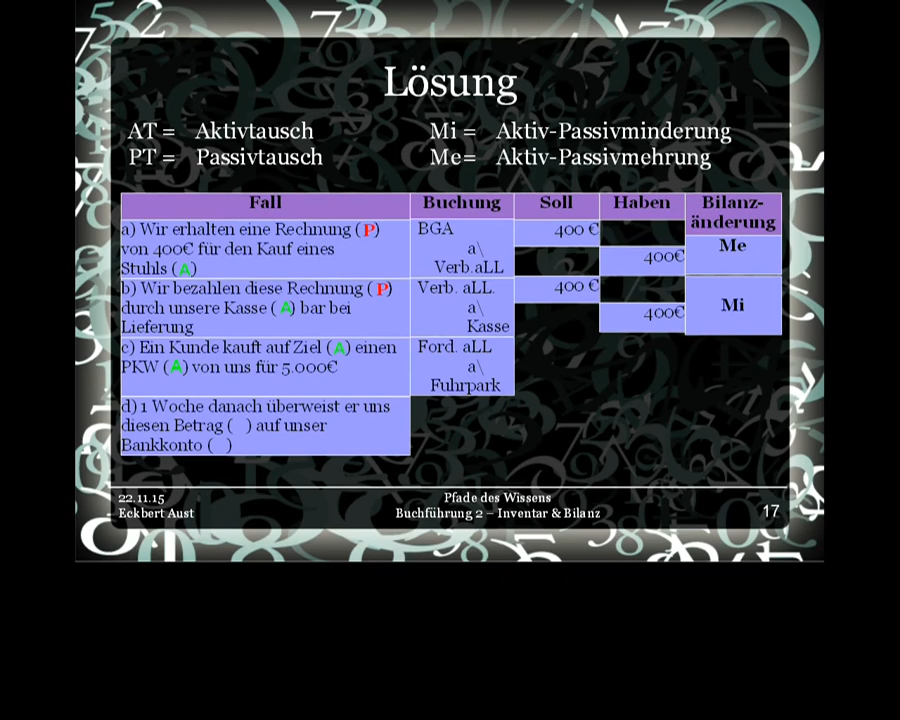 Lösung
AT = Aktivtausch
Mi = Aktiv-Passivminderung
PT = Passivtausch
Me= Aktiv-Passivmehrung
Fall Buchung Soll Haben Bilanz-
änderung
a) Wir erhalten eine Rechnung ( P)
von 400€ für den Kauf eines
Stuhls ( A )
BGA
a\
Verb.aLL
400 €
400€
Me
b) Wir bezahlen diese Rechnung ( P)
durch unsere Kasse ( A) bar bei
Lieferung
Verb. aLL.
a\
Kasse
400 €
400€
Mi
c) Ein Kunde kauft auf Ziel ( A ) einen
PKW ( A ) von uns für 5.000€
Ford. aLL
a\
Fuhrpark
d) 1 Woche danach überweist er uns
diesen Betrag ( ) auf unser
Bankkonto ( )
22.11.15
Eckbert Aust
Pfade des Wissens
Buchführung 2 – Inventar & Bilanz
17